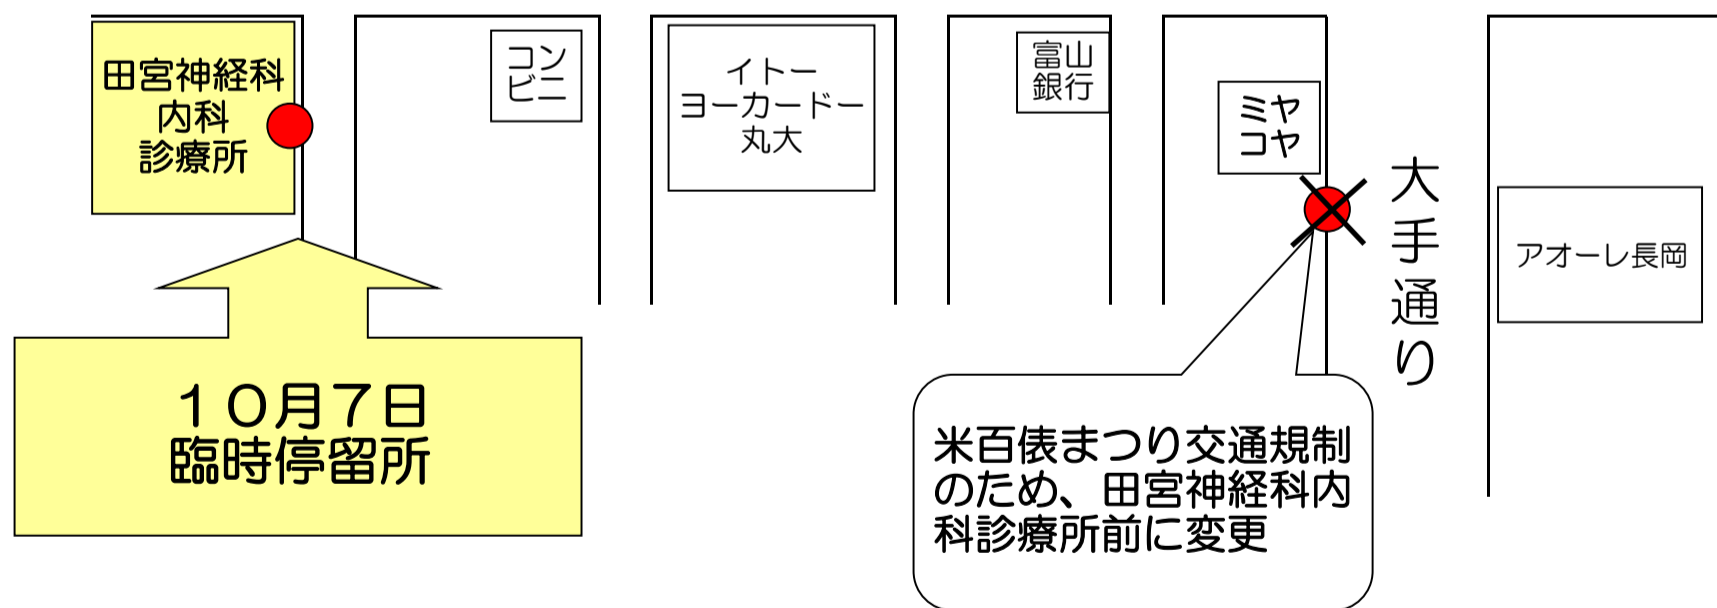 田宮神経科
内科
診療所
コン
ビニ
イトー
ヨーカードー
丸大
富山
銀行
ミヤ
コヤ
大手通り
アオーレ長岡
１０月７日
臨時停留所
米百俵まつり交通規制
のため、田宮神経科内
科診療所前に変更